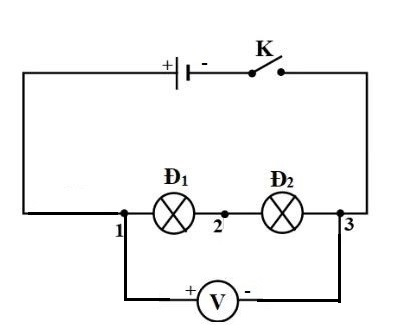 + - K
Đ₁ Đ₂
1 2 3
+ V -